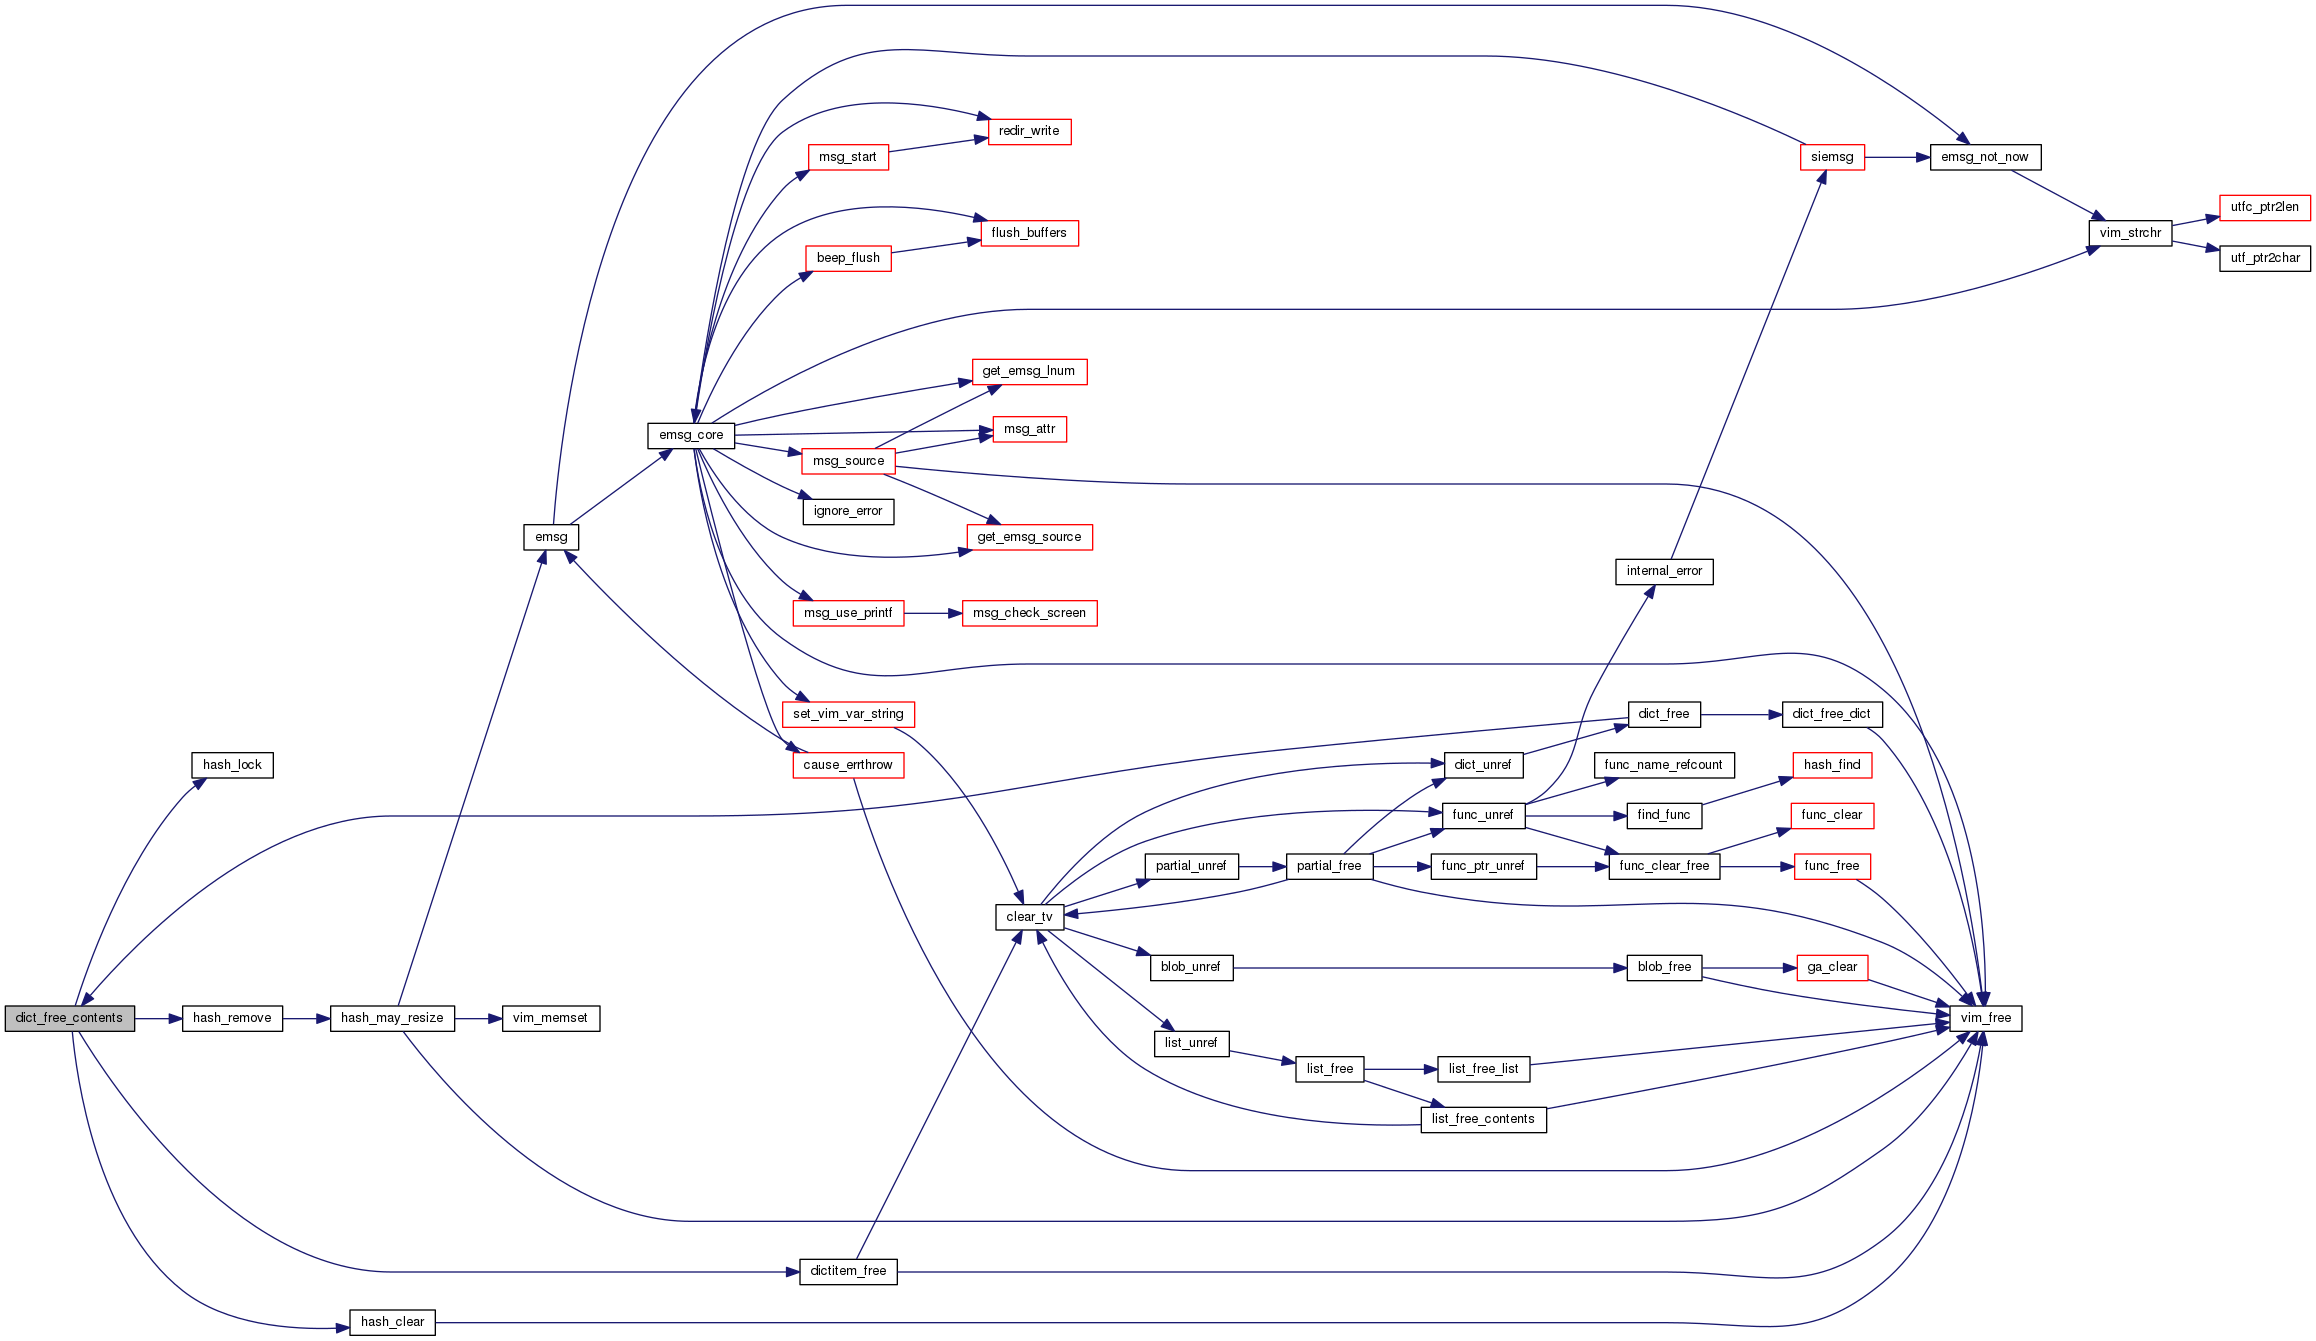 redir_write
msg_start
siemsg
emsg_not_now
utfc_ptr2len
flush_buffers
vim_strchr
beep_flush
utf_ptr2char
get_emsg_lnum
emsg_core
msg_attr
msg_source
ignore_error
emsg
get_emsg_source
internal_error
msg_use_printf
msg_check_screen
set_vim_var_string
dict_free
dict_free_dict
hash_lock
cause_errthrow
dict_unref
func_name_refcount
hash_find
func_unref
find_func
func_clear
partial_unref
partial_free
func_ptr_unref
func_clear_free
func_free
clear_tv
blob_unref
blob_free
ga_clear
dict_free_contents
hash_remove
hash_may_resize
vim_memset
vim_free
list_unref
list_free
list_free_list
list_free_contents
dictitem_free
hash_clear